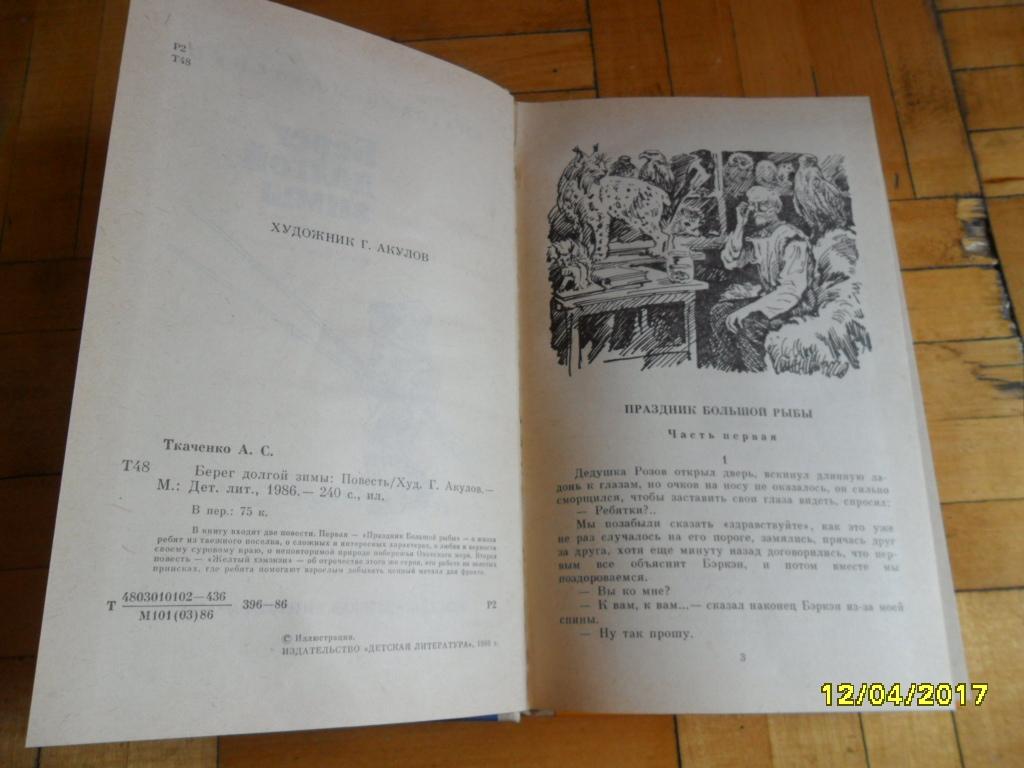 Р2
Т48
Берег
долгой
зимы
ХУДОЖНИК Г. АКУЛОВ
Ткаченко А. С.
Т48 Берег долгой зимы: Повесть/Худ. Г. Акулов.—
М.: Дет. лит., 1986.— 240 с., ил.
В пер.: 75 к.
В книгу входят две повести. Первая — «Праздник Большой рыбы» — о жизни
ребят из таежного поселка, о сложных и интересных характерах, о любви и верности
своему суровому краю, о неповторимой природе побережья Охотского моря. Вторая
повесть — «Желтый хэмэнэн» — об отрочестве этих же героев, его работе на золотых
приисках, где ребята помогают взрослым добывать ценный металл для фронта.
Т 4803010102—436
М101(03)86 396—86 Р2
© Иллюстрации.
ИЗДАТЕЛЬСТВО «ДЕТСКАЯ ЛИТЕРАТУРА», 1986 г.
ПРАЗДНИК БОЛЬШОЙ РЫБЫ
Часть первая
1
Дедушка Розов открыл дверь, вскинул длинную ла-
донь к глазам, но очков на носу не оказалось, он сильно
сморщился, чтобы заставить свои глаза видеть, спросил:
— Ребятки?..
Мы позабыли сказать «здравствуйте», как это уже
не раз случалось на его пороге, замялись, прячась друг
за друга, хотя еще минуту назад договорились, что пер-
вым все объяснит Бэркэн, и потом вместе мы
поздороваемся.
— Вы ко мне?
— К вам, к вам...— сказал наконец Бэркэн из-за моей
спины.
— Ну так прошу.
3
12/04/2017